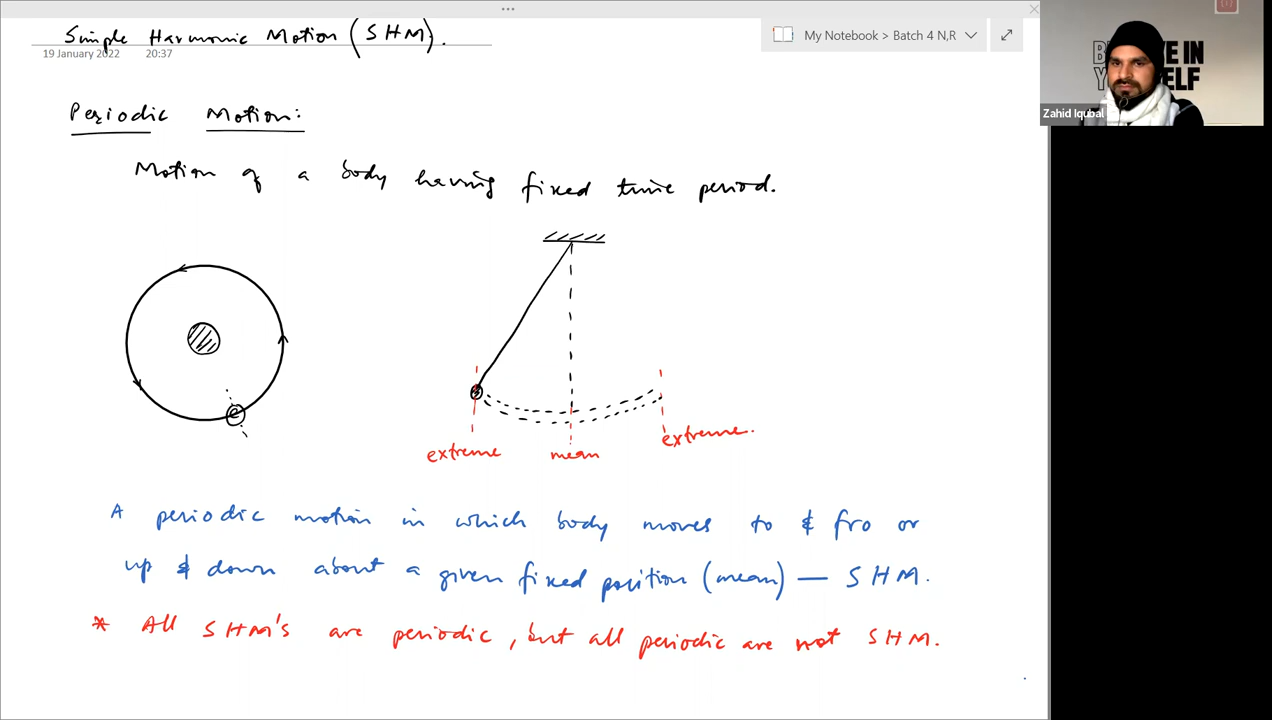 Simple Harmonic Motion (SHM).
19 January 2022 20:37
My Notebook > Batch 4 N,R
IN
ELF
Zahid Iqubal
Periodic Motion:
Motion of a body having fixed time period.
e
extreme mean extreme.
A periodic motion in which body moves to & fro or
up & down about a given fixed position (mean) — SHM.
* All SHM's are periodic, but all periodic are not SHM.